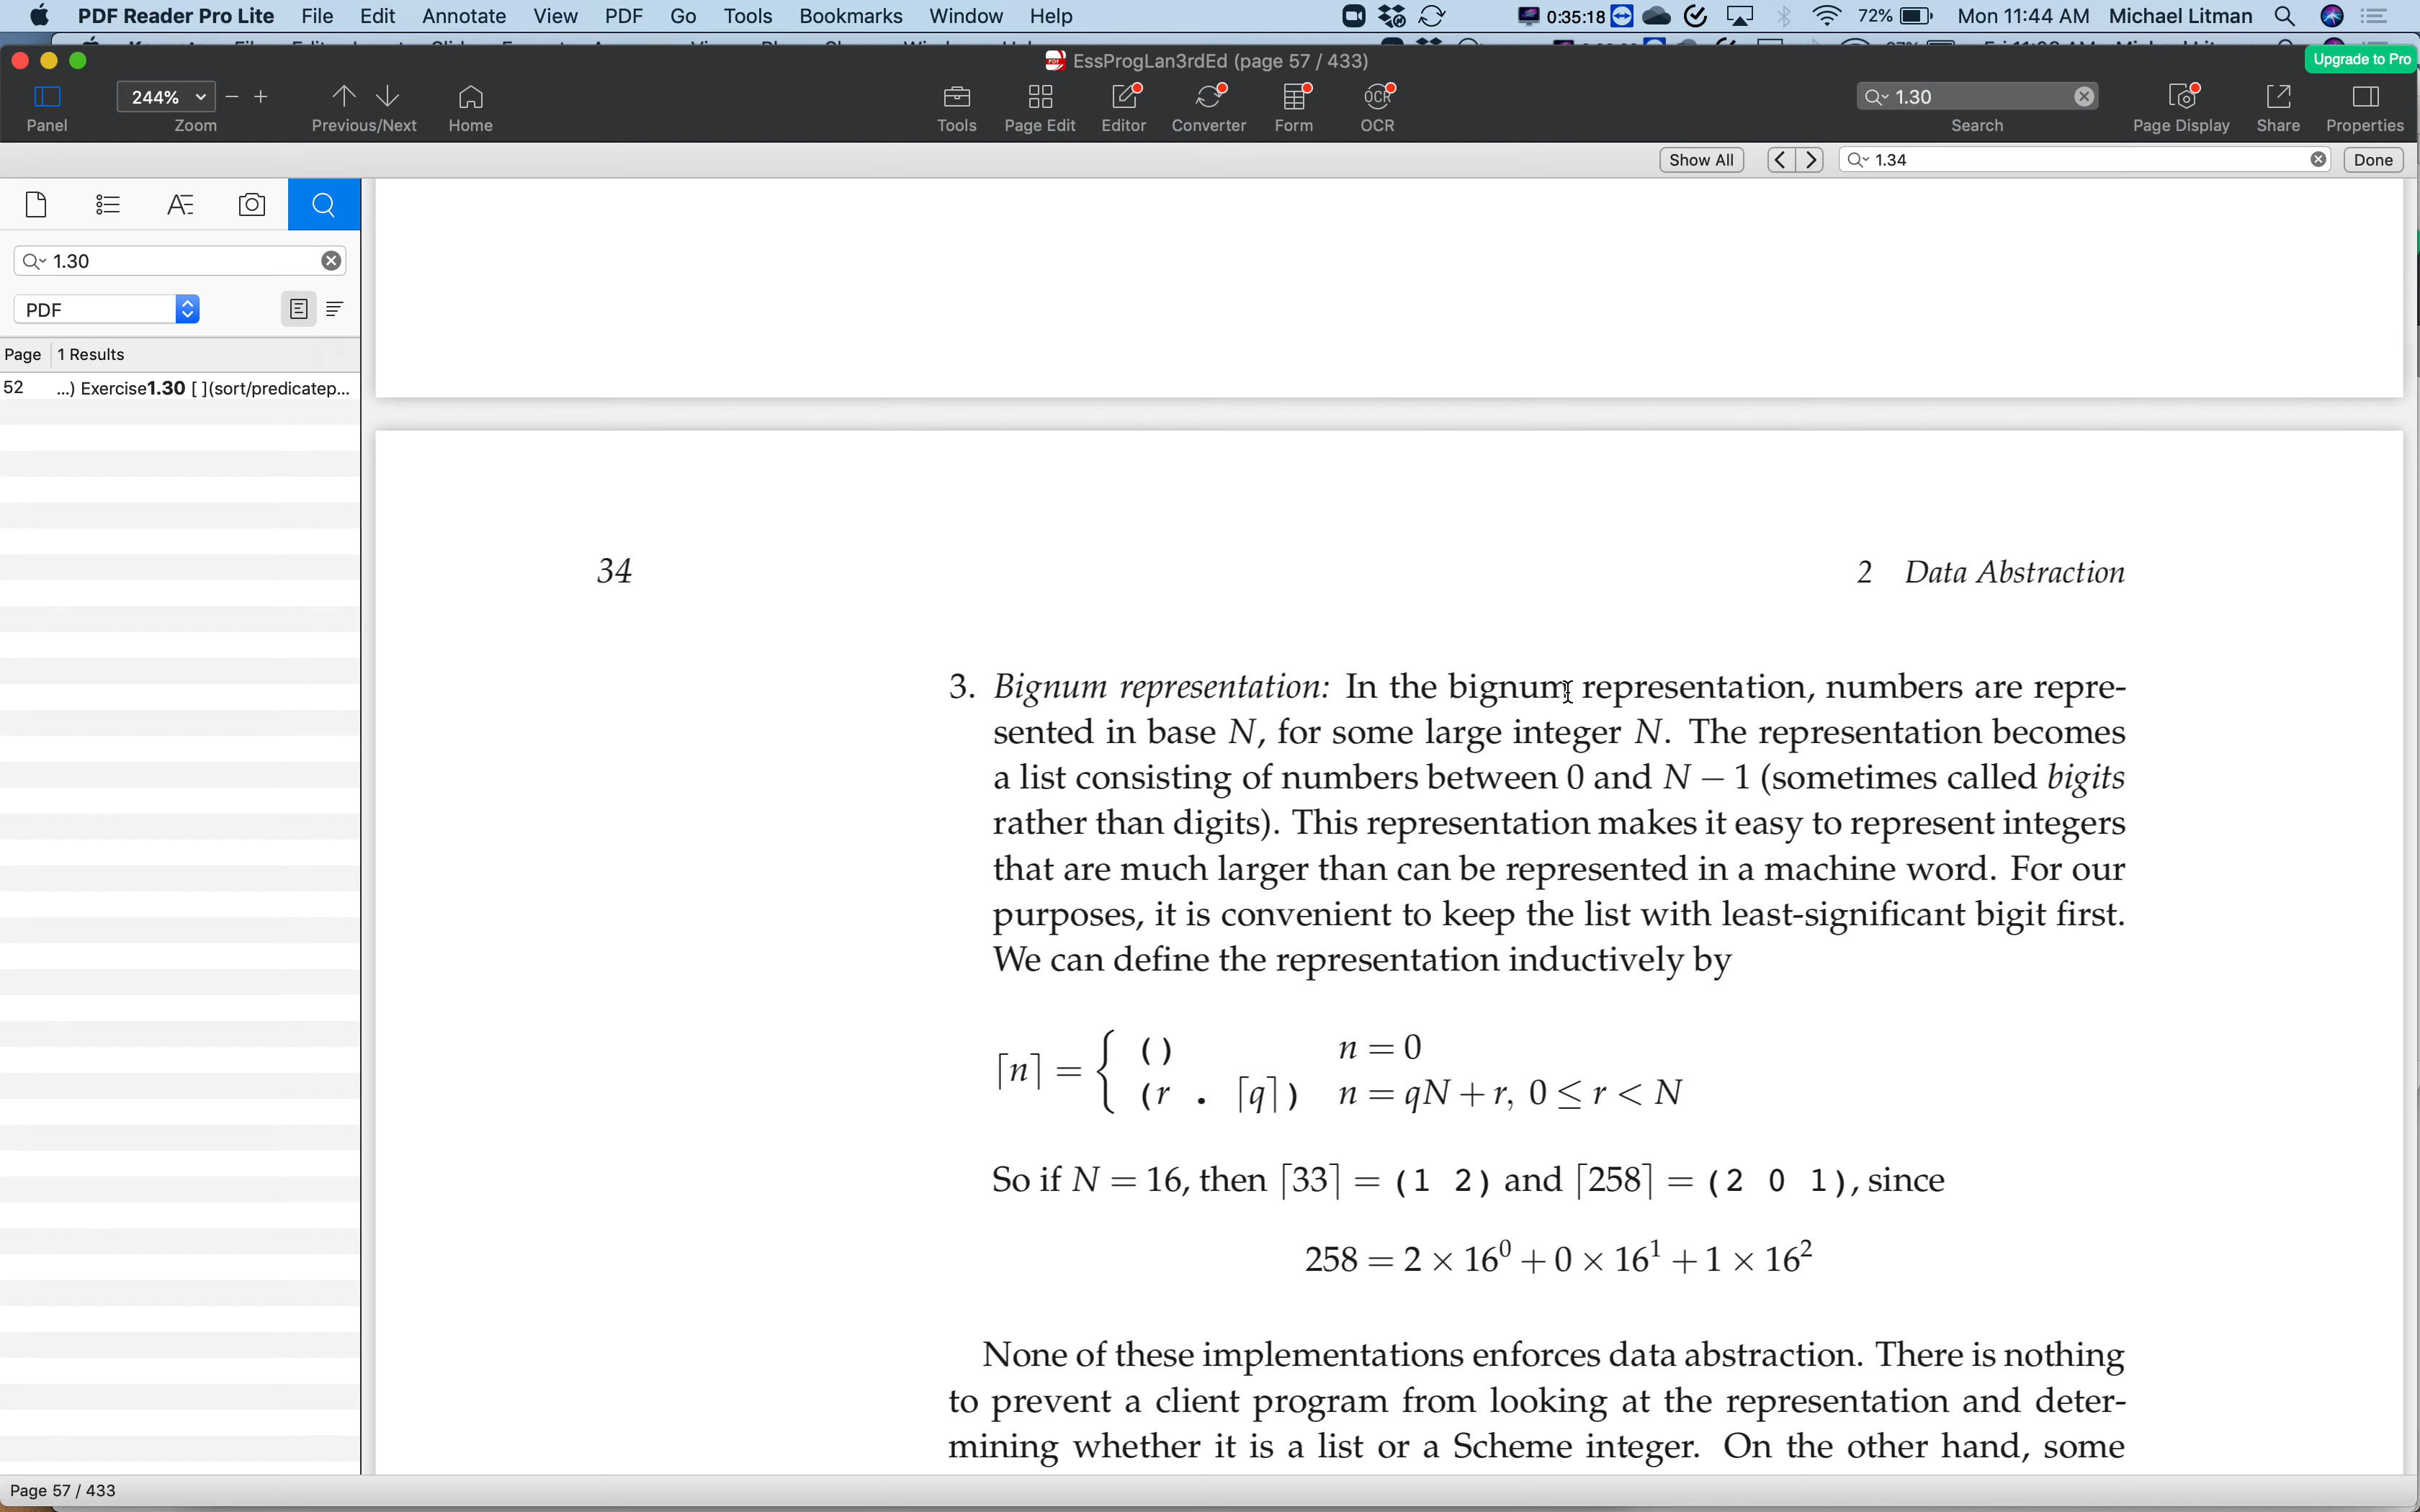 PDF Reader Pro Lite File Edit Annotate View PDF Go Tools Bookmarks Window Help 0:35:18 72% Mon 11:44 AM Michael Litman
EssProgLan3rdEd (page 57 / 433)
Upgrade to Pro
244%
1.30
Panel Zoom Previous/Next Home Tools Page Edit Editor Converter Form OCR Search Page Display Share Properties
Show All 1.34 Done
1.30
PDF
Page 1 Results
52 ...) Exercise1.30 [ ](sort/predicatep...
34 2 Data Abstraction
3. Bignum representation: In the bignum representation, numbers are repre-
sented in base N, for some large integer N. The representation becomes
a list consisting of numbers between 0 and N − 1 (sometimes called bigits
rather than digits). This representation makes it easy to represent integers
that are much larger than can be represented in a machine word. For our
purposes, it is convenient to keep the list with least-significant bigit first.
We can define the representation inductively by
⌈n⌉ = { () n = 0
(r . ⌈q⌉) n = qN + r, 0 ≤ r < N
So if N = 16, then ⌈33⌉ = (1 2) and ⌈258⌉ = (2 0 1), since
258 = 2 × 16⁰ + 0 × 16¹ + 1 × 16²
None of these implementations enforces data abstraction. There is nothing
to prevent a client program from looking at the representation and deter-
mining whether it is a list or a Scheme integer. On the other hand, some
Page 57 / 433